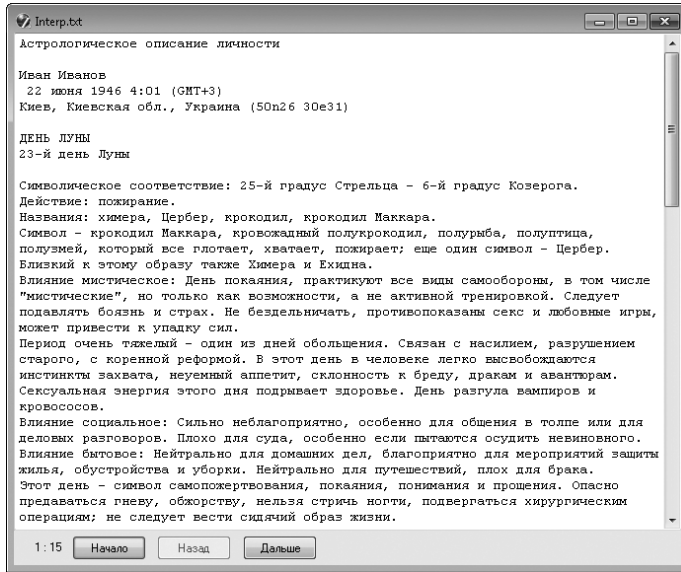 Interp.txt
Астрологическое описание личности
Иван Иванов
22 июня 1946 4:01 (GMT+3)
Киев, Киевская обл., Украина (50n26 30e31)
ДЕНЬ ЛУНЫ
23-й день Луны
Символическое соответствие: 25-й градус Стрельца - 6-й градус Козерога.
Действие: пожирание.
Названия: химера, Цербер, крокодил, крокодил Маккара.
Символ - крокодил Маккара, кровожадный полукрокодил, полурыба, полуптица,
полузмей, который все глотает, хватает, пожирает; еще один символ - Цербер.
Близкий к этому образу также Химера и Ехидна.
Влияние мистическое: День покаяния, практикуют все виды самообороны, в том числе
"мистические", но только как возможности, а не активной тренировкой. Следует
подавлять боязнь и страх. Не бездельничать, противопоказаны секс и любовные игры,
может привести к упадку сил.
Период очень тяжелый - один из дней обольщения. Связан с насилием, разрушением
старого, с коренной реформой. В этот день в человеке легко высвобождаются
инстинкты захвата, неуемный аппетит, склонность к бреду, дракам и авантюрам.
Сексуальная энергия этого дня подрывает здоровье. День разгула вампиров и
кровососов.
Влияние социальное: Сильно неблагоприятно, особенно для общения в толпе или для
деловых разговоров. Плохо для суда, особенно если пытаются осудить невиновного.
Влияние бытовое: Нейтрально для домашних дел, благоприятно для мероприятий защиты
жилья, обустройства и уборки. Нейтрально для путешествий, плох для брака.
Этот день - символ самопожертвования, покаяния, понимания и прощения. Опасно
предаваться гневу, обжорству, нельзя стричь ногти, подвергаться хирургическим
операциям; не следует вести сидячий образ жизни.
1:15 Начало Назад Дальше